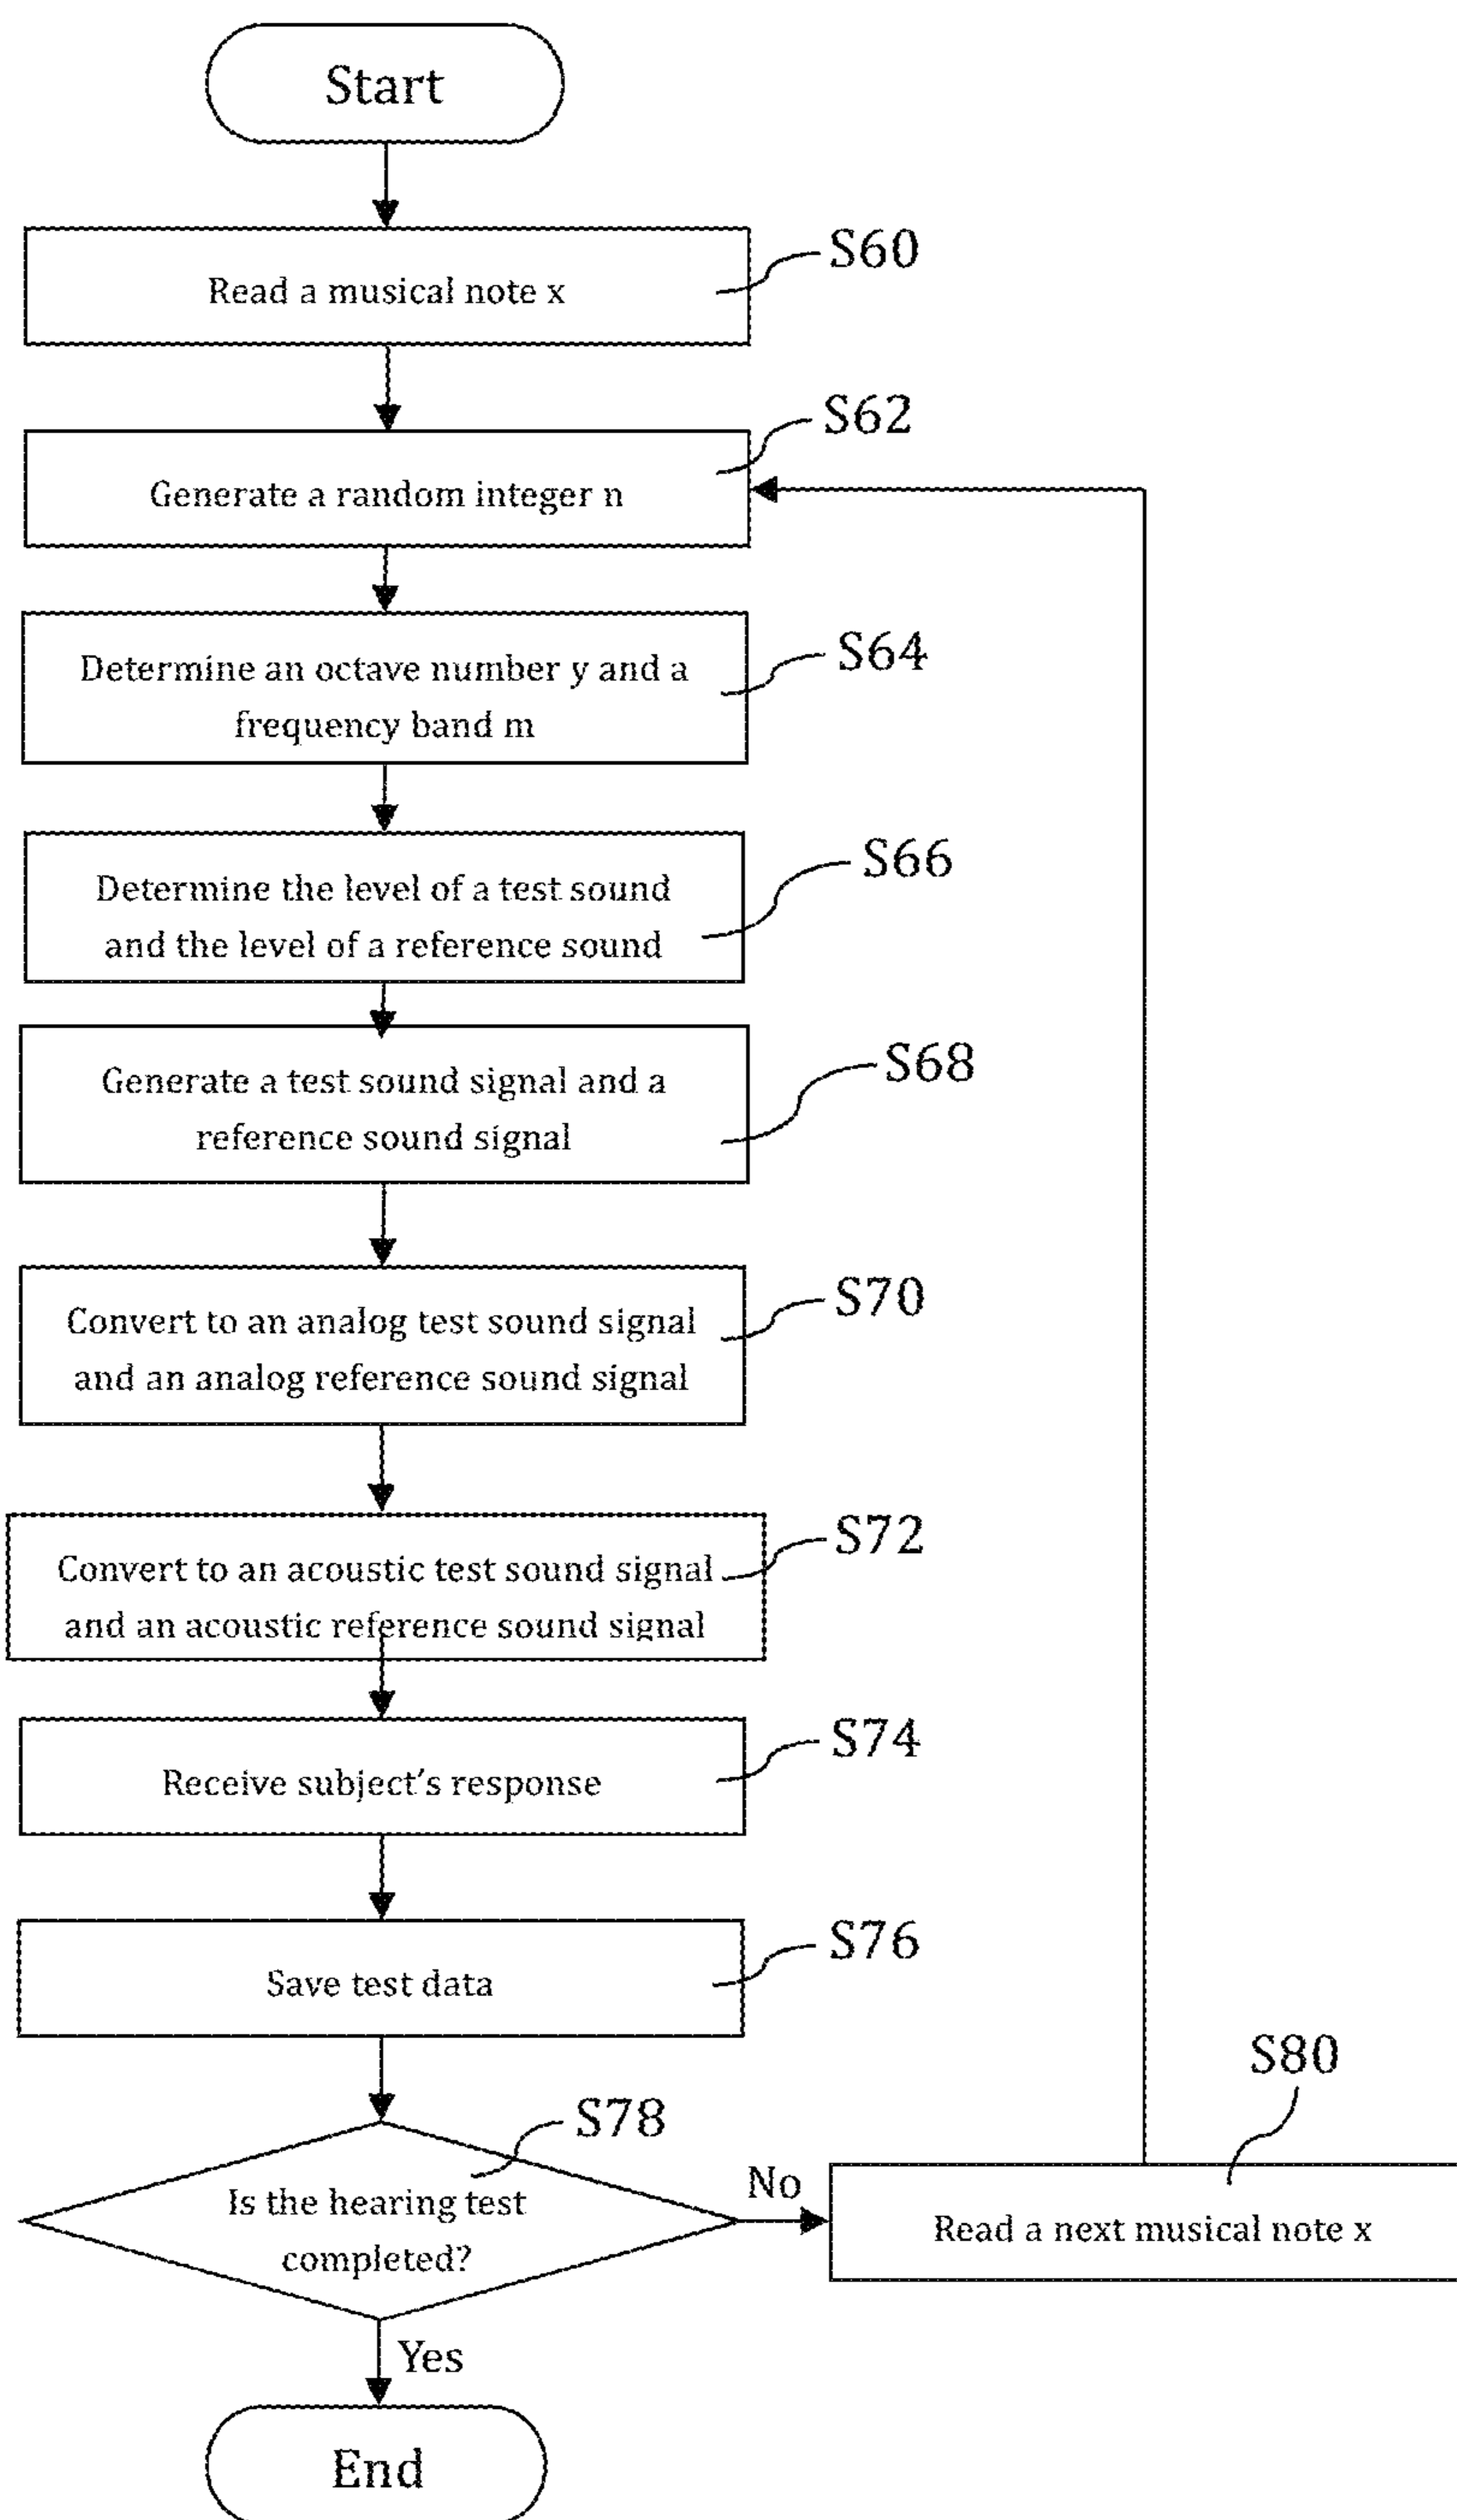 Start
S60
Read a musical note x
S62
Generate a random integer n
S64
Determine an octave number y and a
frequency band m
S66
Determine the level of a test sound
and the level of a reference sound
S68
Generate a test sound signal and a
reference sound signal
S70
Convert to an analog test sound signal
and an analog reference sound signal
S72
Convert to an acoustic test sound signal
and an acoustic reference sound signal
S74
Receive subject’s response
S76
Save test data
S78
Is the hearing test
completed?
No
S80
Read a next musical note x
Yes
End